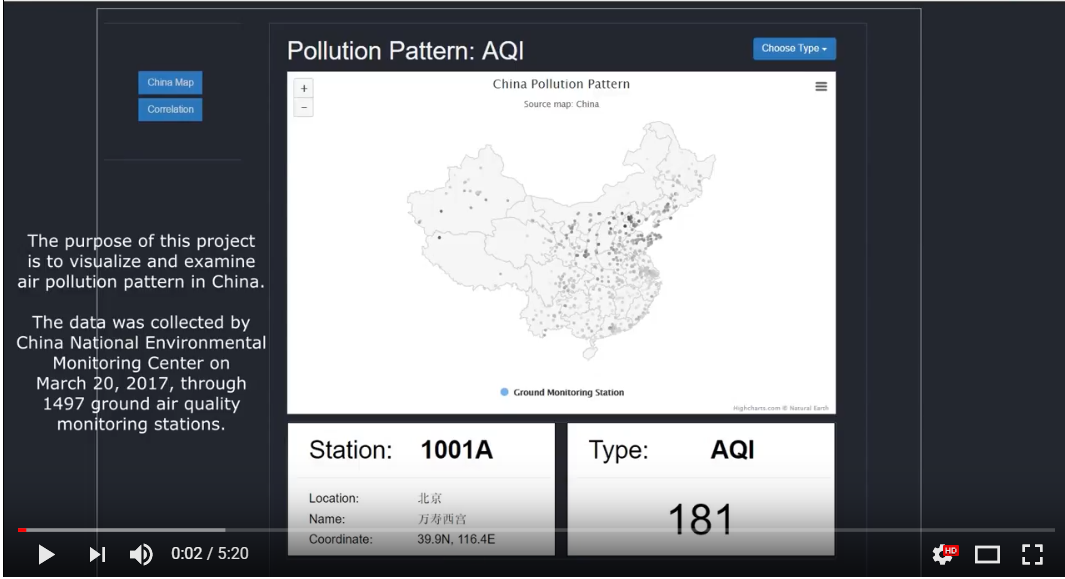 Pollution Pattern: AQI
Choose Type
China Map
Correlation
+
−
China Pollution Pattern
Source map: China
The purpose of this project
is to visualize and examine
air pollution pattern in China.
The data was collected by
China National Environmental
Monitoring Center on
March 20, 2017, through
1497 ground air quality
monitoring stations.
Ground Monitoring Station
Highcharts.com © Natural Earth
Station: 1001A
Location: 北京
Name: 万寿西宫
Coordinate: 39.9N, 116.4E
Type: AQI
181
0:02 / 5:20
HD